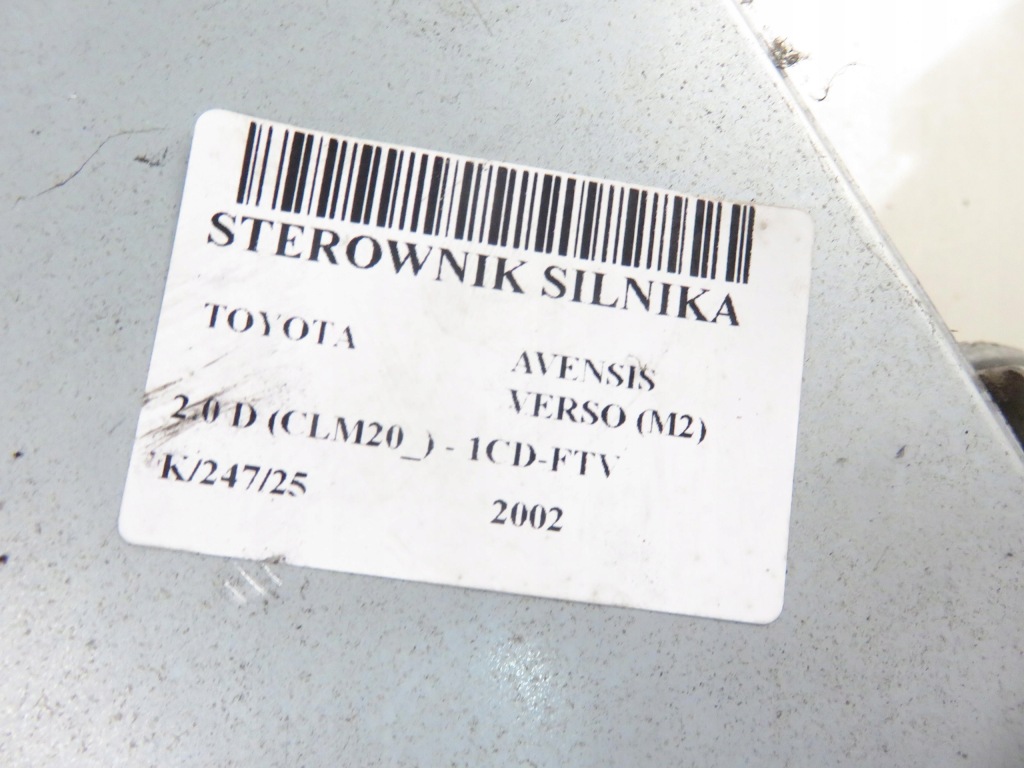 STEROWNIK SILNIKA
TOYOTA
AVENSIS
VERSO (M2)
2.0 D (CLM20_) - 1CD-FTV
K/247/25
2002